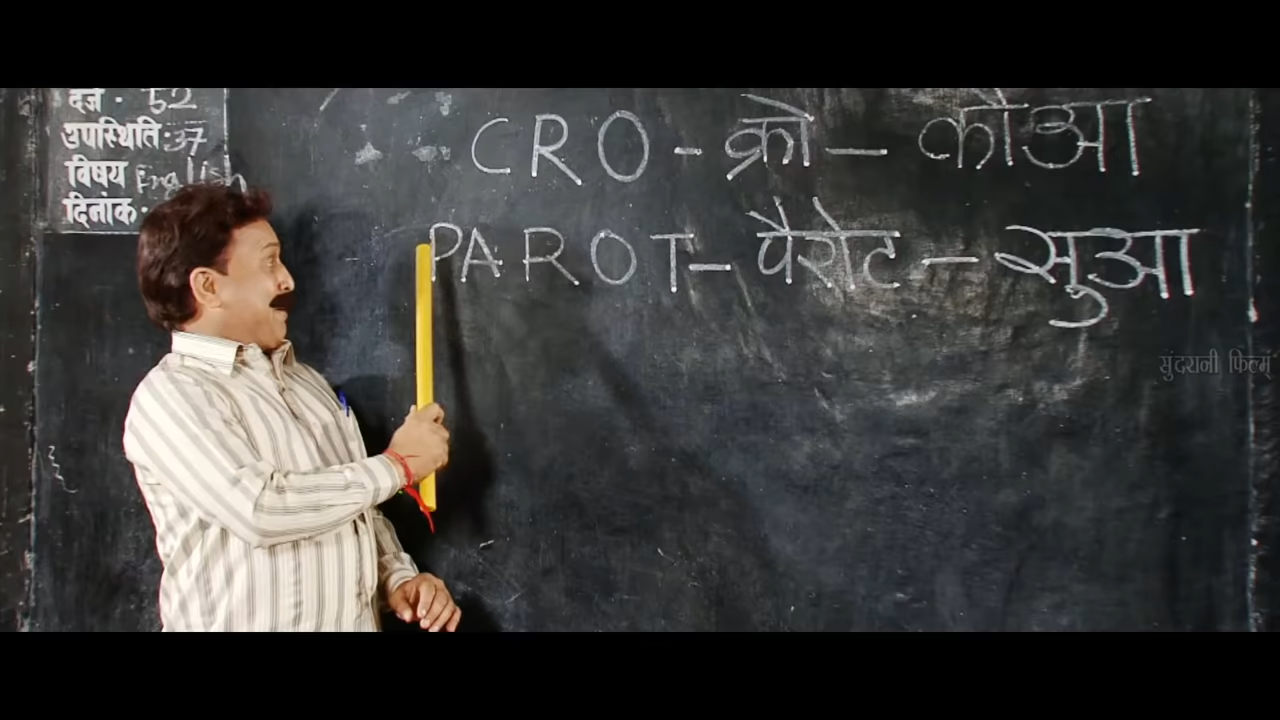 दर्ज · 52
उपस्थिति : 37
विषय English
दिनांक ·
CRO - क्रो - कौआ
PAROT - पैरोट - सुआ
सुंदरानी फिल्म्